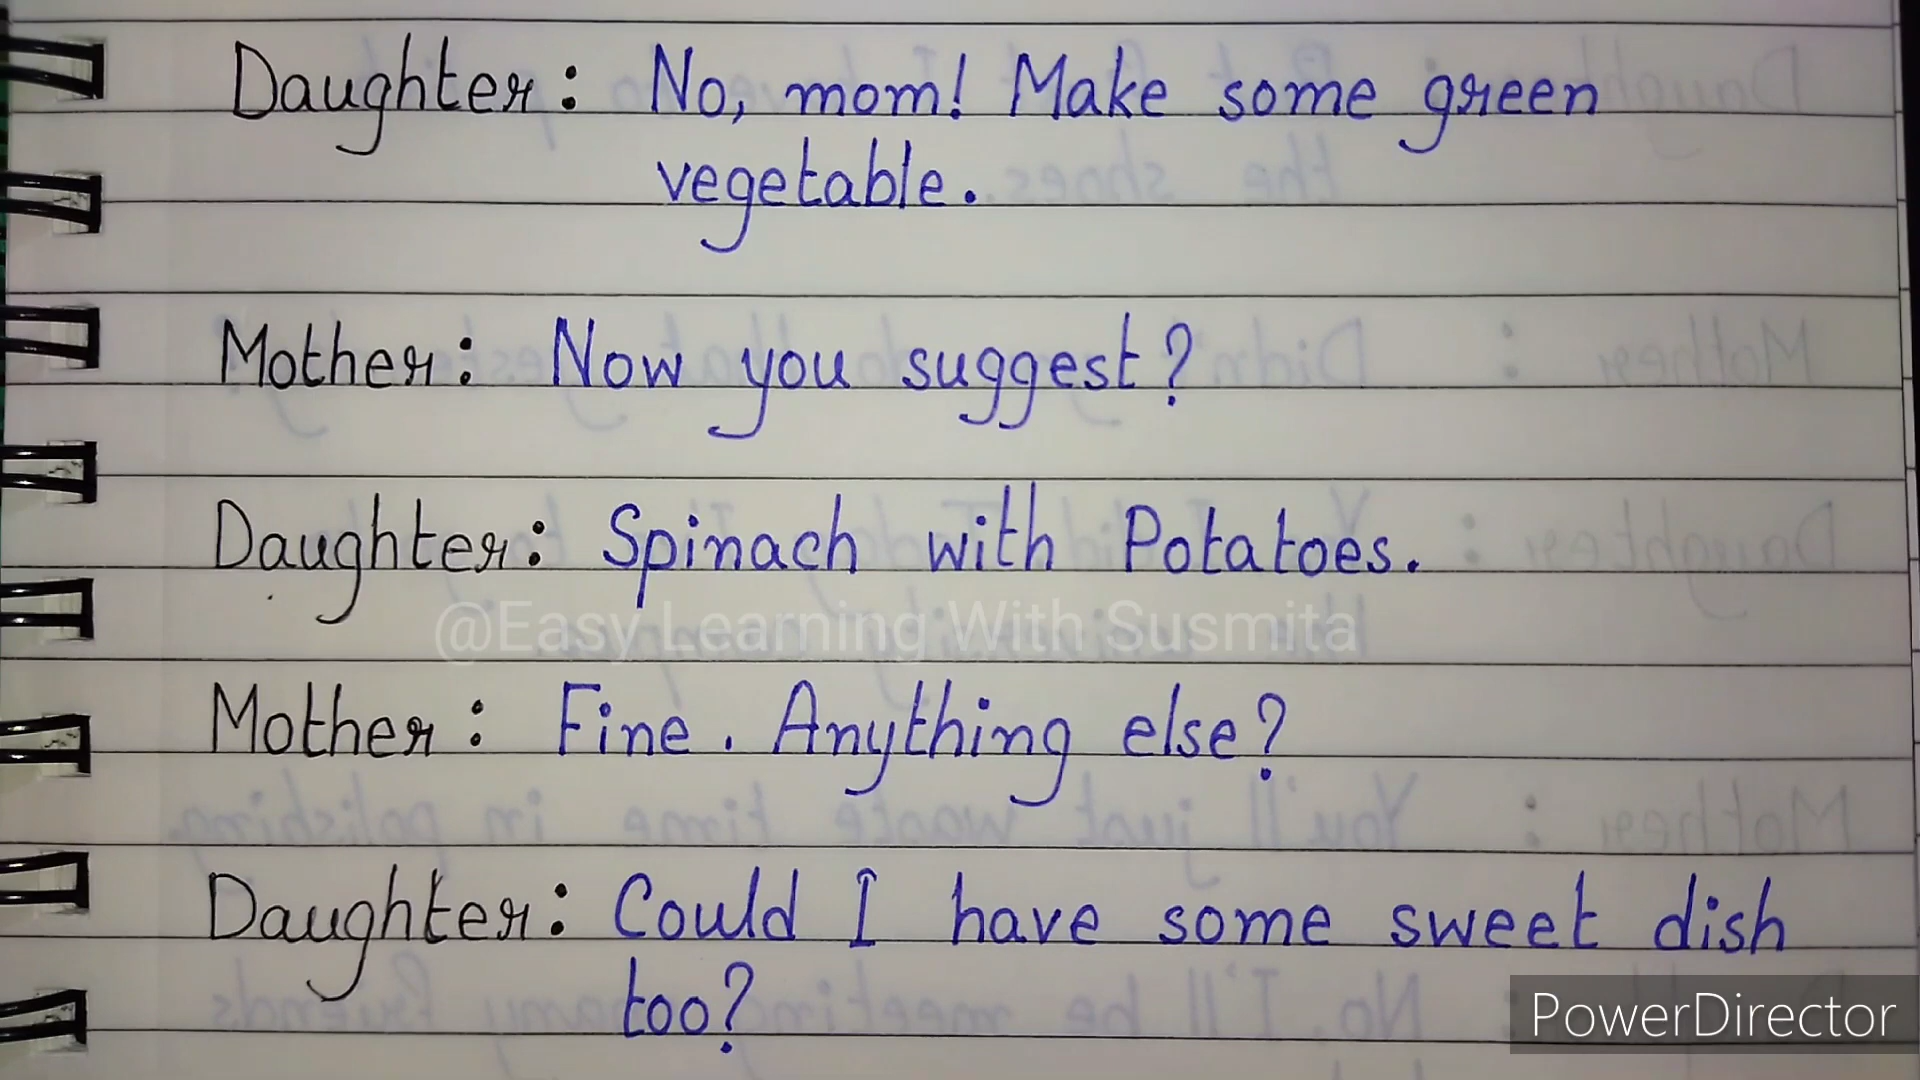 Daughter: No, mom! Make some green
vegetable.
Mother: Now you suggest?
Daughter: Spinach with Potatoes.
@Easy Learning With Susmita
Mother: Fine. Anything else?
Daughter: Could I have some sweet dish
too?
PowerDirector